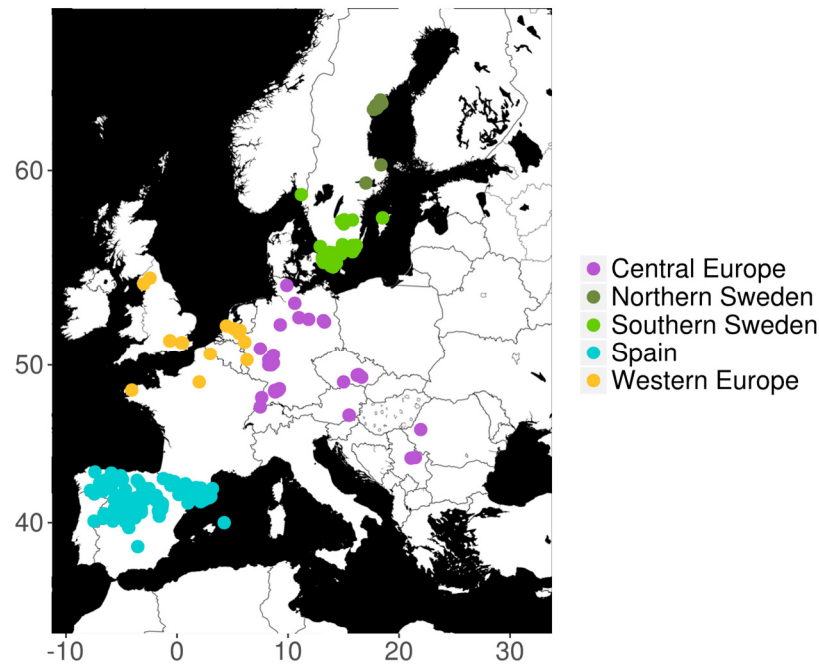 60
50
40
-10 0 10 20 30
Central Europe
Northern Sweden
Southern Sweden
Spain
Western Europe